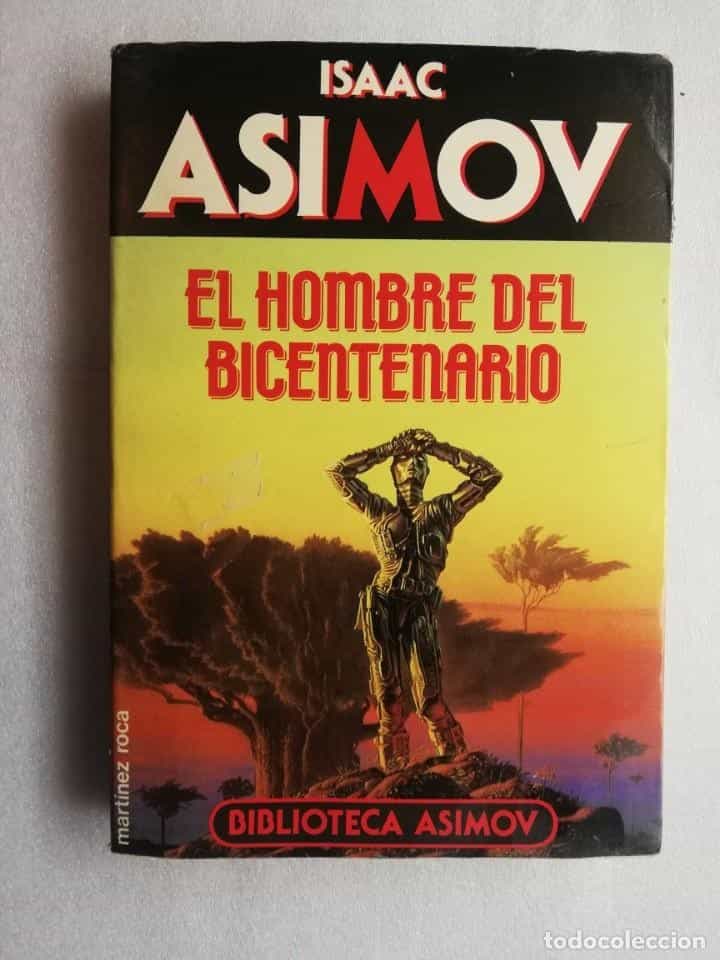 ISAAC
ASIMOV
EL HOMBRE DEL
BICENTENARIO
martínez roca
BIBLIOTECA ASIMOV
todocoleccion